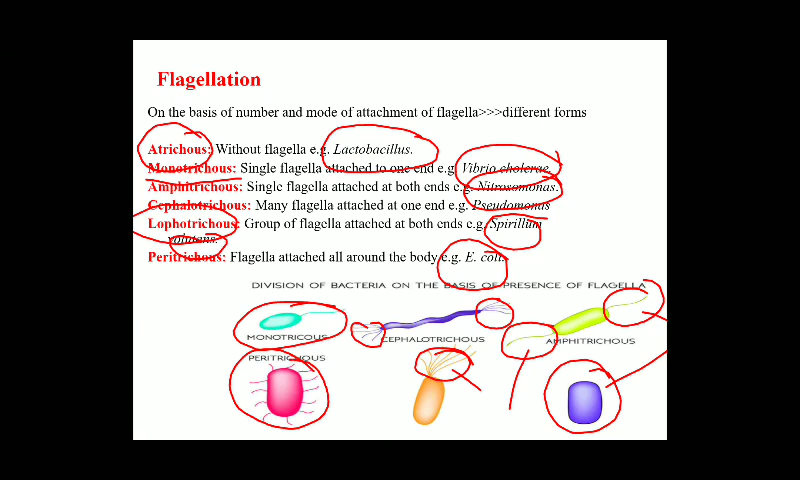 Flagellation
On the basis of number and mode of attachment of flagella>>>different forms
Atrichous: Without flagella e.g. Lactobacillus.
Monotrichous: Single flagella attached to one end e.g. Vibrio cholerae.
Amphitrichous: Single flagella attached at both ends e.g. Nitrosomonas.
Cephalotrichous: Many flagella attached at one end e.g. Pseudomonas
Lophotrichous: Group of flagella attached at both ends e.g. Spirillum
volutans.
Peritrichous: Flagella attached all around the body e.g. E. coli.
DIVISION OF BACTERIA ON THE BASIS OF PRESENCE OF FLAGELLA
MONOTRICOUS
CEPHALOTRICHOUS
AMPHITRICHOUS
PERITRICHOUS